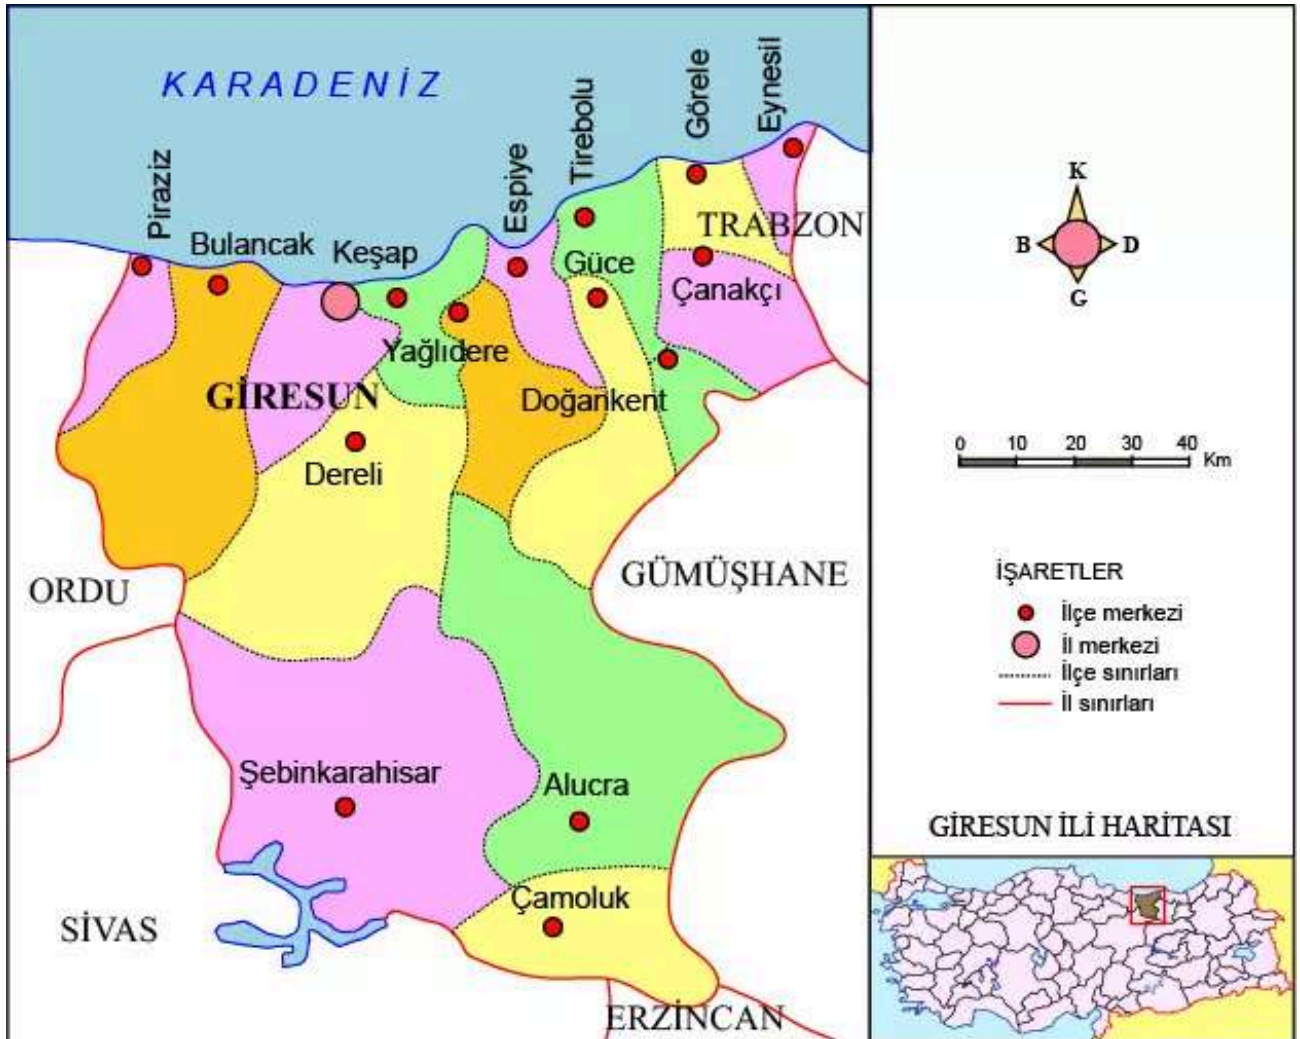 KARADENİZ
Piraziz
Bulancak
Keşap
Espiye
Tirebolu
Görele
Eynesil
TRABZON
Güce
Çanakçı
Yağlıdere
GİRESUN
Doğankent
Dereli
ORDU
GÜMÜŞHANE
Şebinkarahisar
Alucra
Çamoluk
SİVAS
ERZİNCAN
K
B D
G
0 10 20 30 40
Km
İŞARETLER
İlçe merkezi
İl merkezi
İlçe sınırları
İl sınırları
GİRESUN İLİ HARİTASI